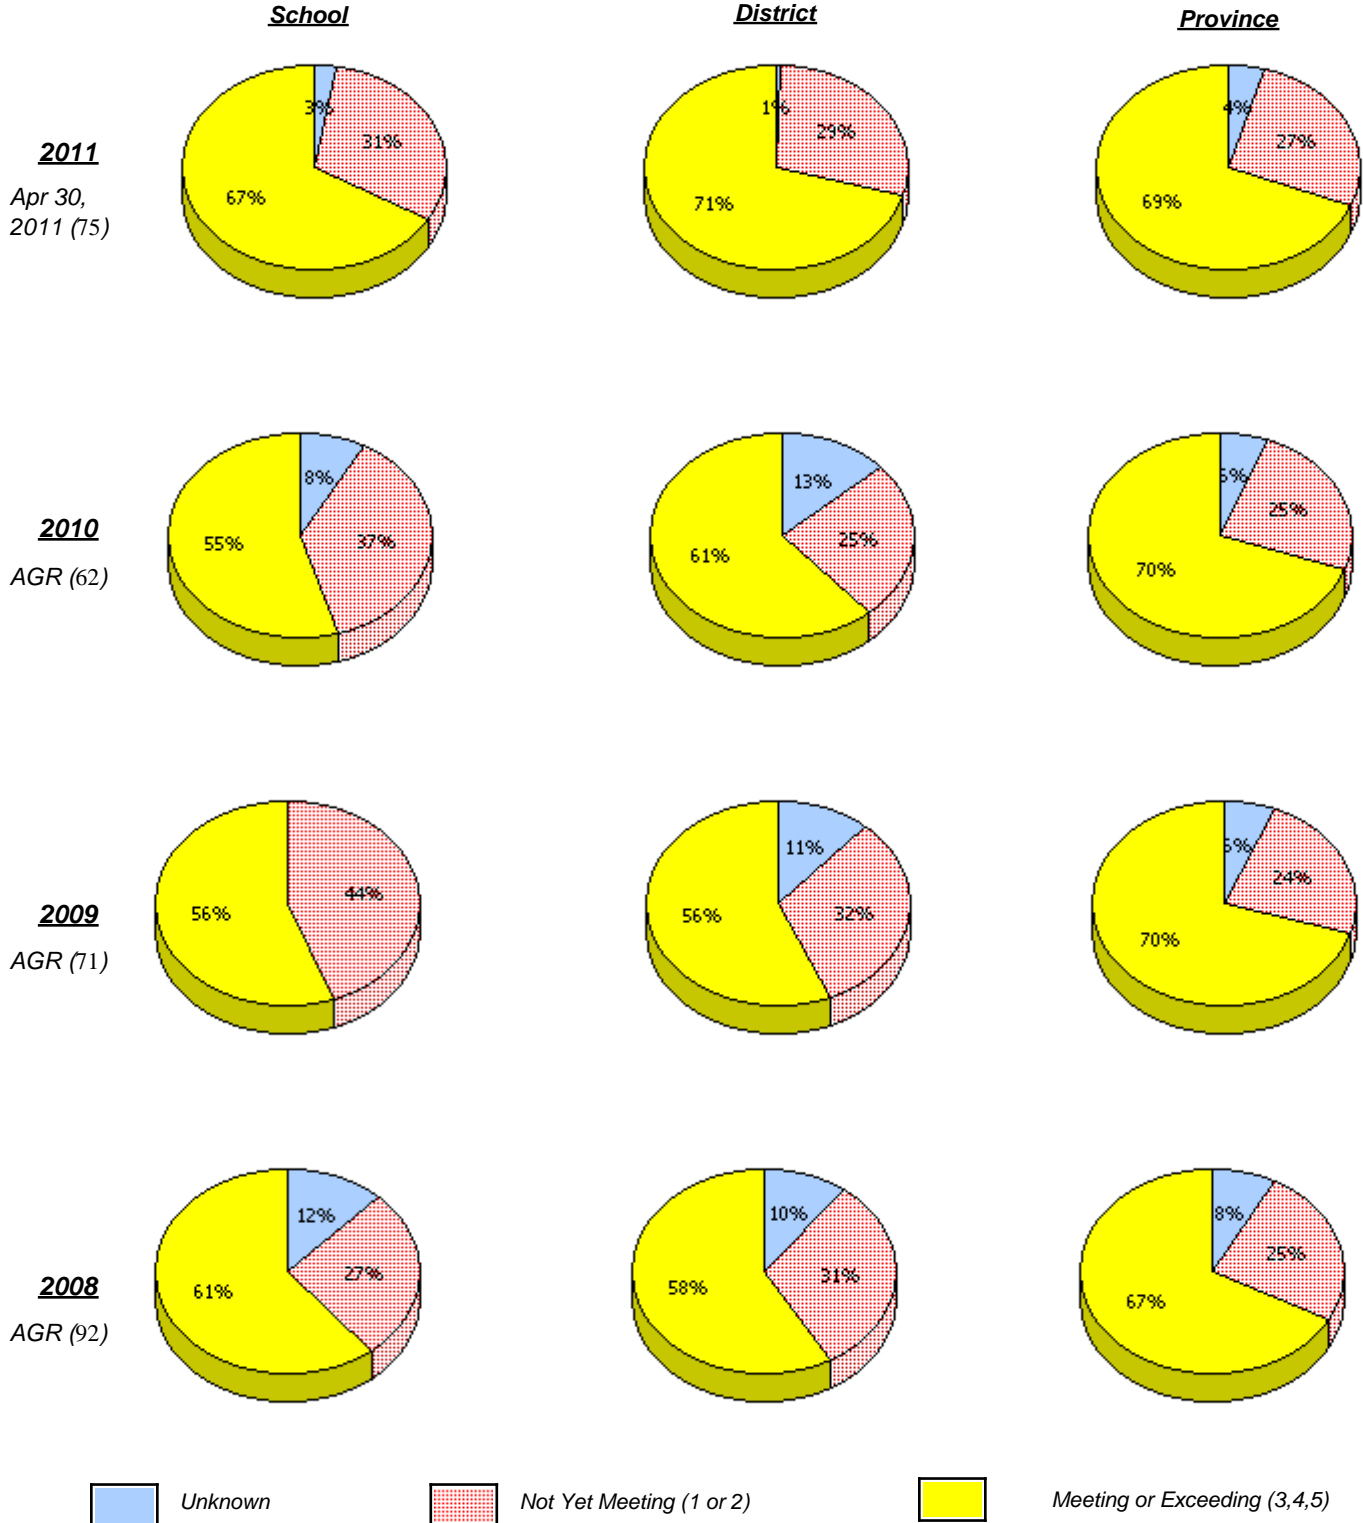 School District Province
3% 1% 4%
31% 29% 27%
2011
67% 71% 69%
Apr 30,
2011 (75)
8% 13%
37% 25% 25%
2010
55% 61% 70%
AGR (62)
11%
44% 32% 24%
2009
56% 56% 70%
AGR (71)
12% 10% 8%
27% 31% 25%
2008
61% 58% 67%
AGR (92)
Unknown Not Yet Meeting (1 or 2) Meeting or Exceeding (3,4,5)